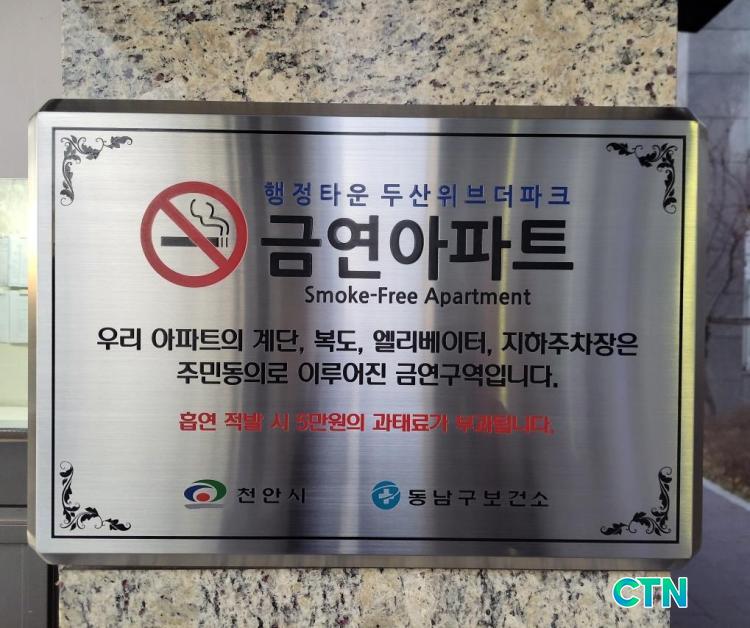 행정타운 두산위브더파크
금연아파트
Smoke-Free Apartment
우리 아파트의 계단, 복도, 엘리베이터, 지하주차장은
주민동의로 이루어진 금연구역입니다.
흡연 적발 시 5만원의 과태료가 부과됩니다.
천안시
동남구보건소
CTN